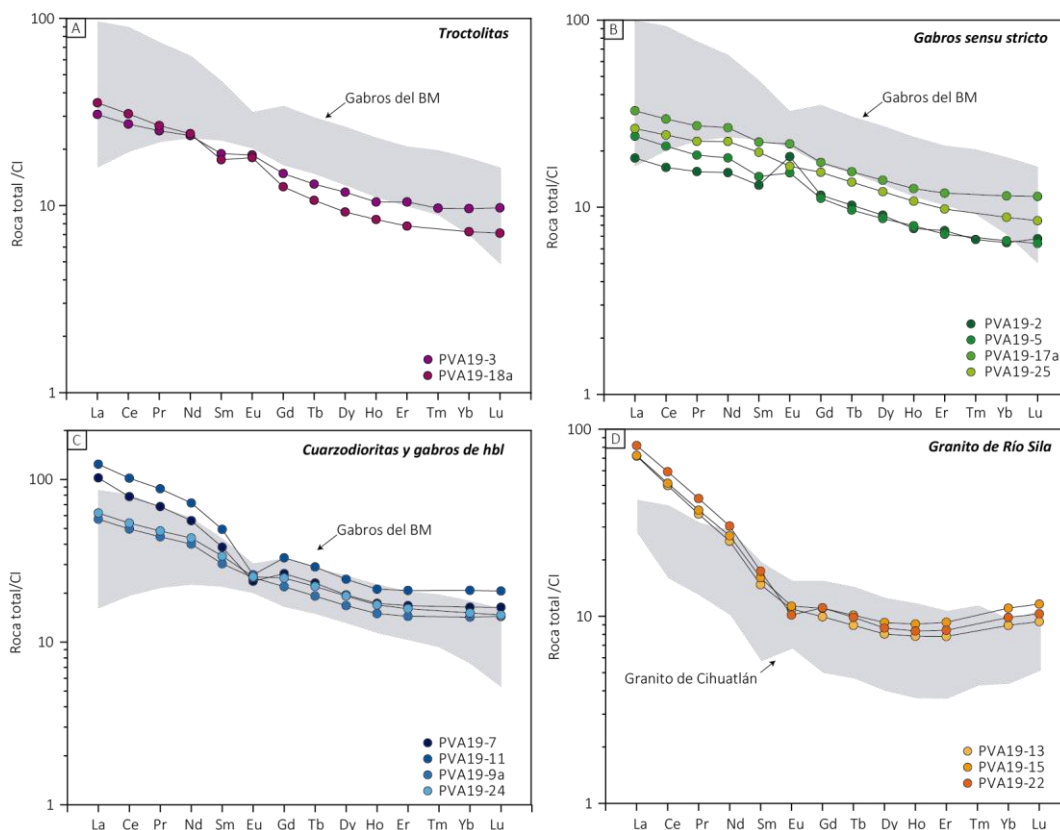 A
Troctolitas
100
10
1
Roca total /CI
Gabros del BM
PVA19-3
PVA19-18a
La Ce Pr Nd Sm Eu Gd Tb Dy Ho Er Tm Yb Lu
B
Gabros sensu stricto
100
10
1
Roca total/CI
Gabros del BM
PVA19-2
PVA19-5
PVA19-17a
PVA19-25
La Ce Pr Nd Sm Eu Gd Tb Dy Ho Er Tm Yb Lu
C
Cuarzodioritas y gabros de hbl
100
10
1
Roca total /CI
Gabros del BM
PVA19-7
PVA19-11
PVA19-9a
PVA19-24
La Ce Pr Nd Sm Eu Gd Tb Dy Ho Er Tm Yb Lu
D
Granito de Río Sila
100
10
1
Roca total /CI
Granito de Cihuatlán
PVA19-13
PVA19-15
PVA19-22
La Ce Pr Nd Sm Eu Gd Tb Dy Ho Er Tm Yb Lu